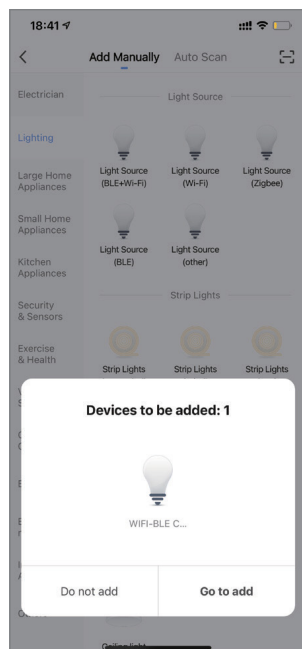 18:41
Add Manually Auto Scan
Electrician
Light Source
Lighting
Light Source
(BLE+Wi-Fi)
Light Source
(Wi-Fi)
Light Source
(Zigbee)
Large Home
Appliances
Small Home
Appliances
Light Source
(BLE)
Light Source
(other)
Kitchen
Appliances
Strip Lights
Security
& Sensors
Exercise
& Health
Strip Lights
Strip Lights
Strip Lights
Devices to be added: 1
WIFI-BLE C...
Do not add
Go to add
Ceiling light